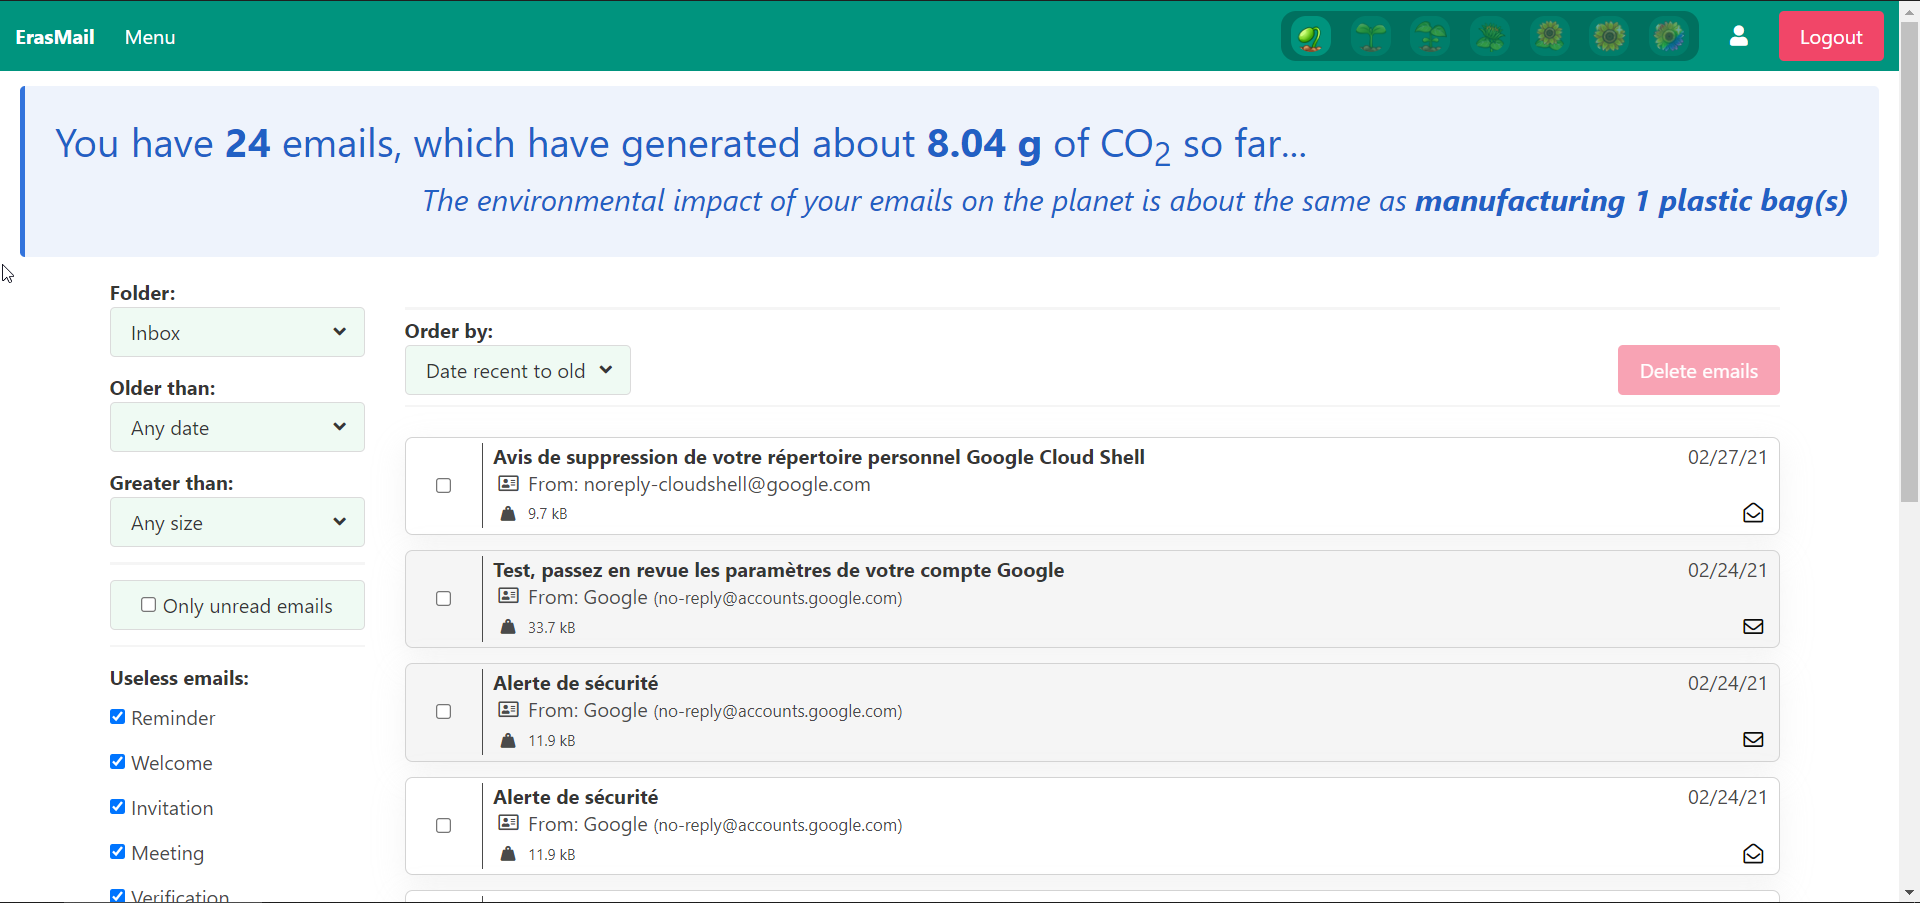 ErasMail Menu Logout
You have 24 emails, which have generated about 8.04 g of CO₂ so far...
The environmental impact of your emails on the planet is about the same as manufacturing 1 plastic bag(s)
Folder:
Inbox
Older than:
Any date
Greater than:
Any size
Only unread emails
Useless emails:
Reminder
Welcome
Invitation
Meeting
Verification
Order by:
Date recent to old
Delete emails
Avis de suppression de votre répertoire personnel Google Cloud Shell 02/27/21
From: noreply-cloudshell@google.com
9.7 kB
Test, passez en revue les paramètres de votre compte Google 02/24/21
From: Google (no-reply@accounts.google.com)
33.7 kB
Alerte de sécurité 02/24/21
From: Google (no-reply@accounts.google.com)
11.9 kB
Alerte de sécurité 02/24/21
From: Google (no-reply@accounts.google.com)
11.9 kB